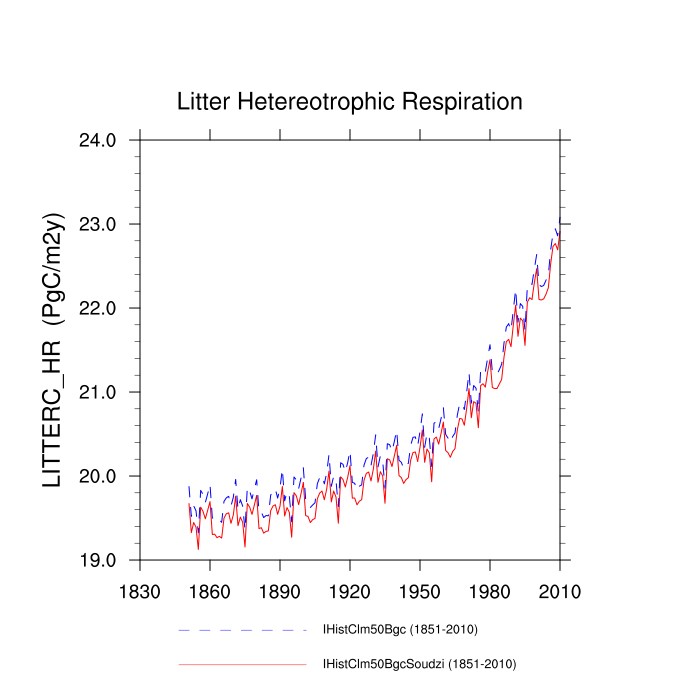 Litter Hetereotrophic Respiration
LITTERC_HR (PgC/m2y)
24.0
23.0
22.0
21.0
20.0
19.0
1830 1860 1890 1920 1950 1980 2010
IHistClm50Bgc (1851-2010)
IHistClm50BgcSoudzi (1851-2010)